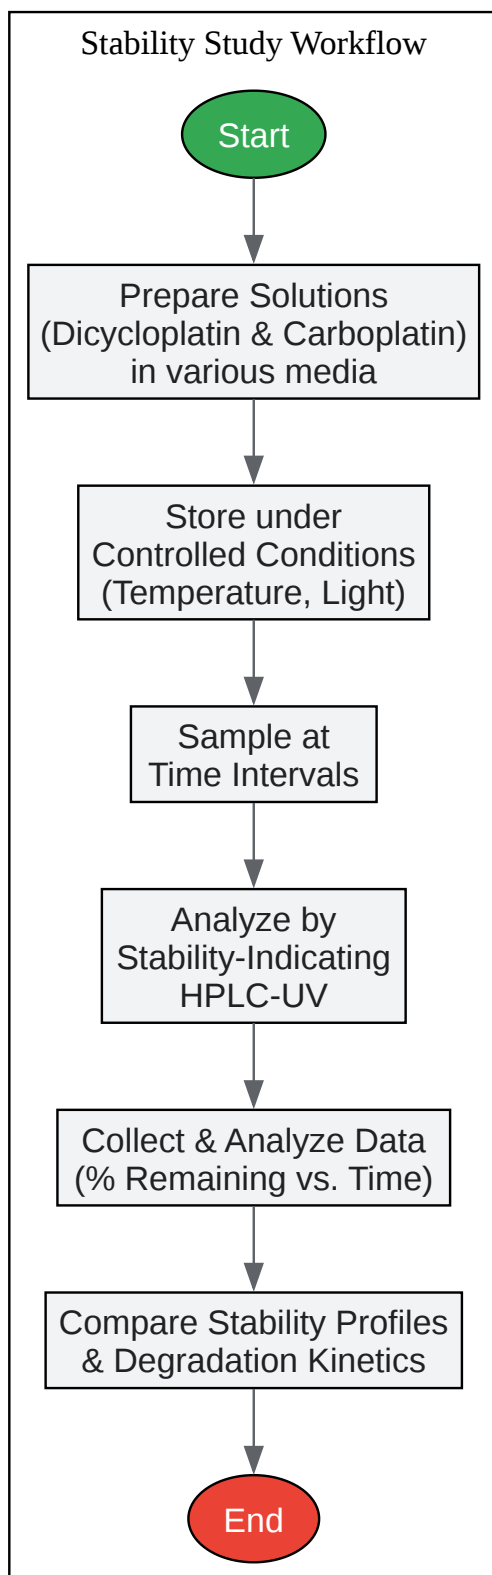 Stability Study Workflow
Start
Prepare Solutions
(Dicycloplatin & Carboplatin)
in various media
Store under
Controlled Conditions
(Temperature, Light)
Sample at
Time Intervals
Analyze by
Stability-Indicating
HPLC-UV
Collect & Analyze Data
(% Remaining vs. Time)
Compare Stability Profiles
& Degradation Kinetics
End